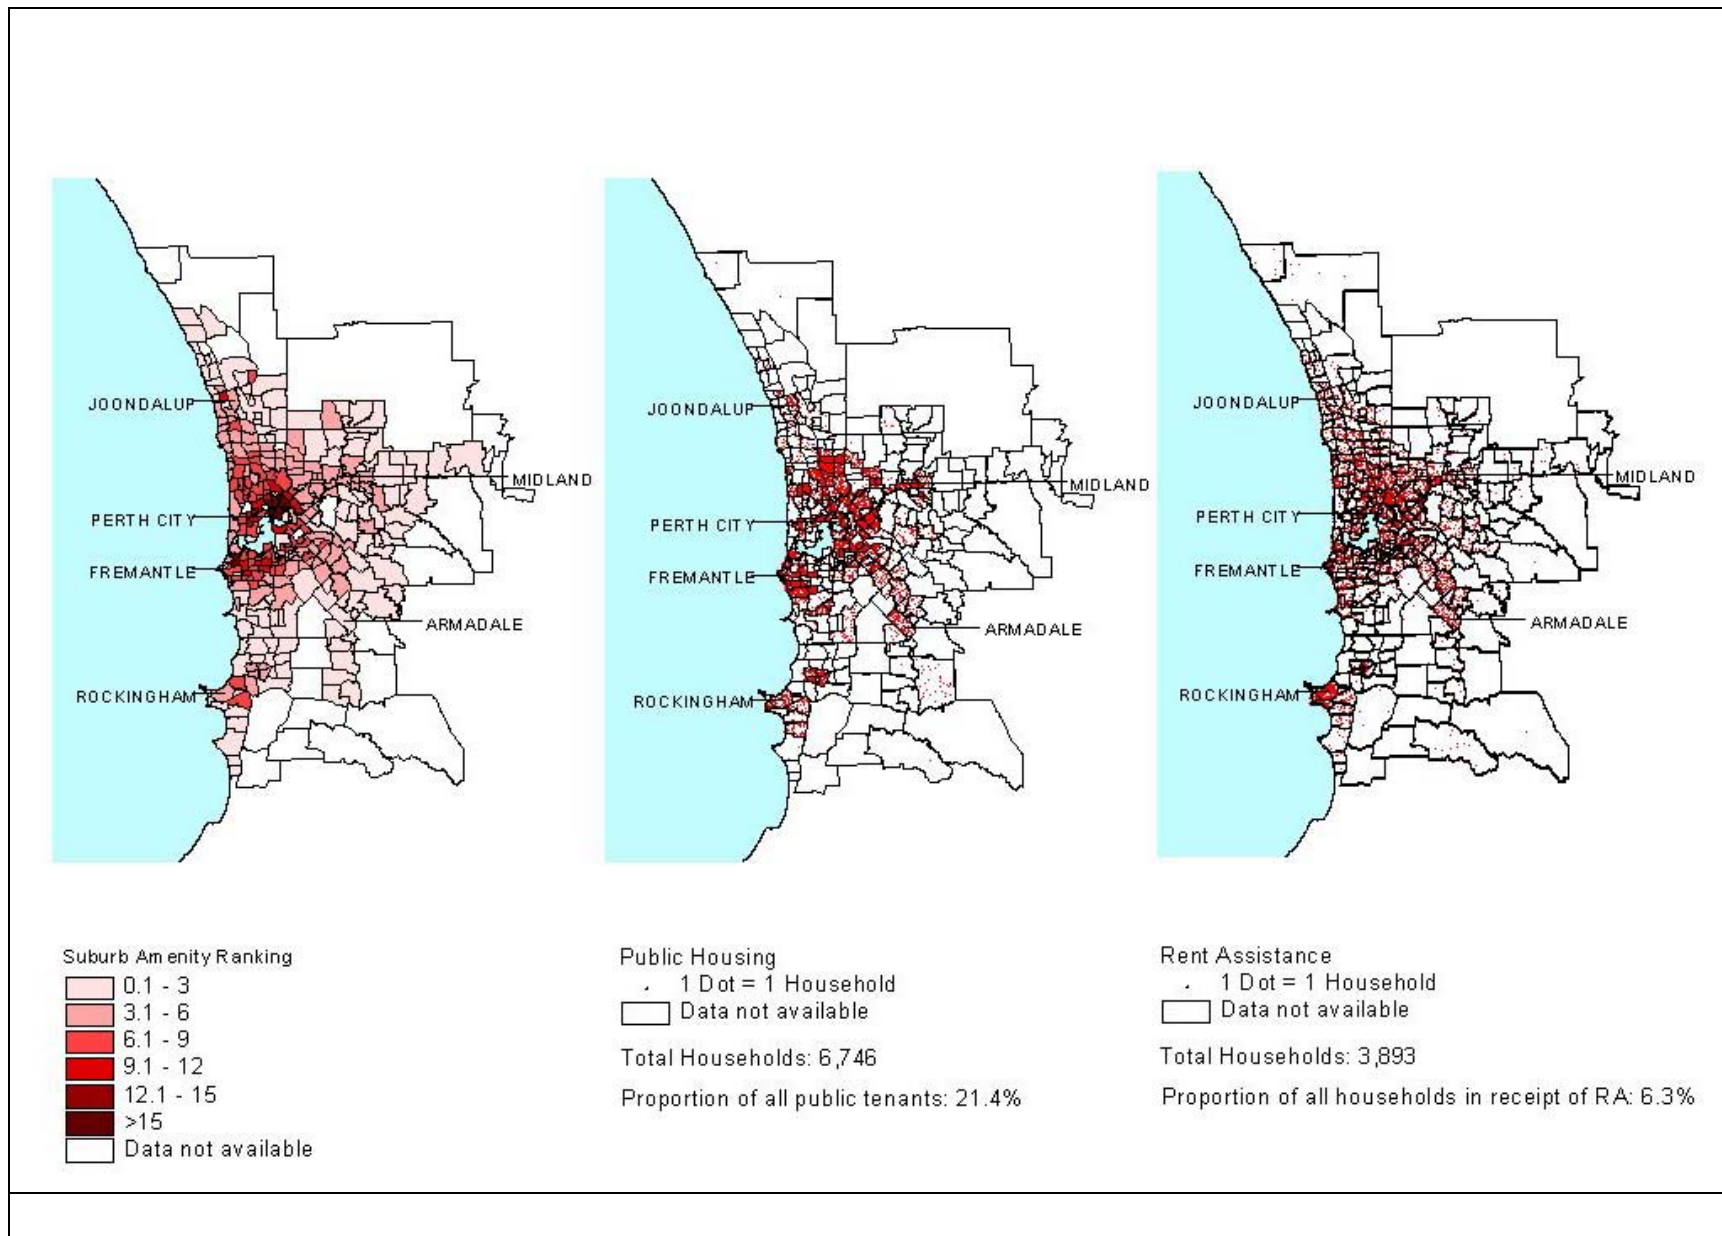 JOONDALUP
MIDLAND
PERTH CITY
FREMANTLE
ARMADALE
ROCKINGHAM
JOONDALUP
MIDLAND
PERTH CITY
FREMANTLE
ARMADALE
ROCKINGHAM
JOONDALUP
MIDLAND
PERTH CITY
FREMANTLE
ARMADALE
ROCKINGHAM
Suburb Amenity Ranking
0.1 - 3
3.1 - 6
6.1 - 9
9.1 - 12
12.1 - 15
>15
Data not available
Public Housing
1 Dot = 1 Household
Data not available
Total Households: 6,746
Proportion of all public tenants: 21.4%
Rent Assistance
1 Dot = 1 Household
Data not available
Total Households: 3,893
Proportion of all households in receipt of RA: 6.3%